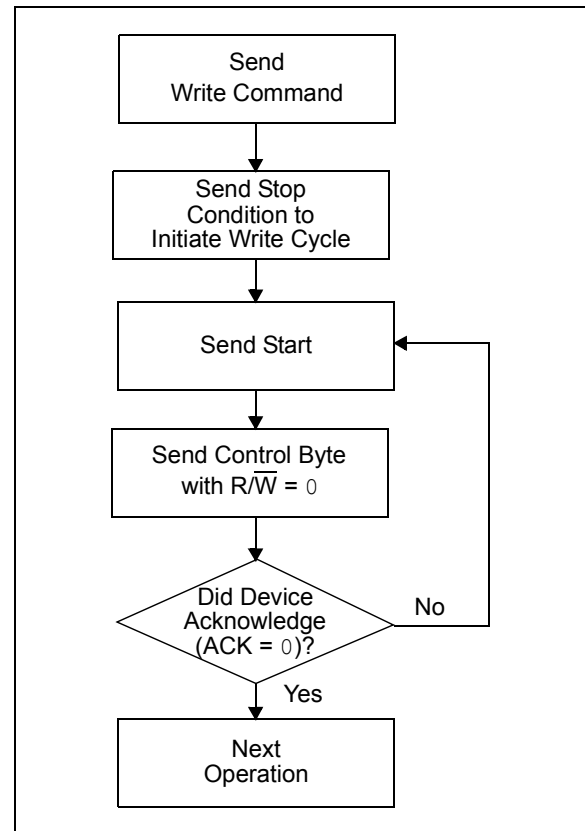 Send
Write Command
Send Stop
Condition to
Initiate Write Cycle
Send Start
Send Control Byte
with R/W̅ = 0
Did Device
Acknowledge
(ACK = 0)?
No
Yes
Next
Operation